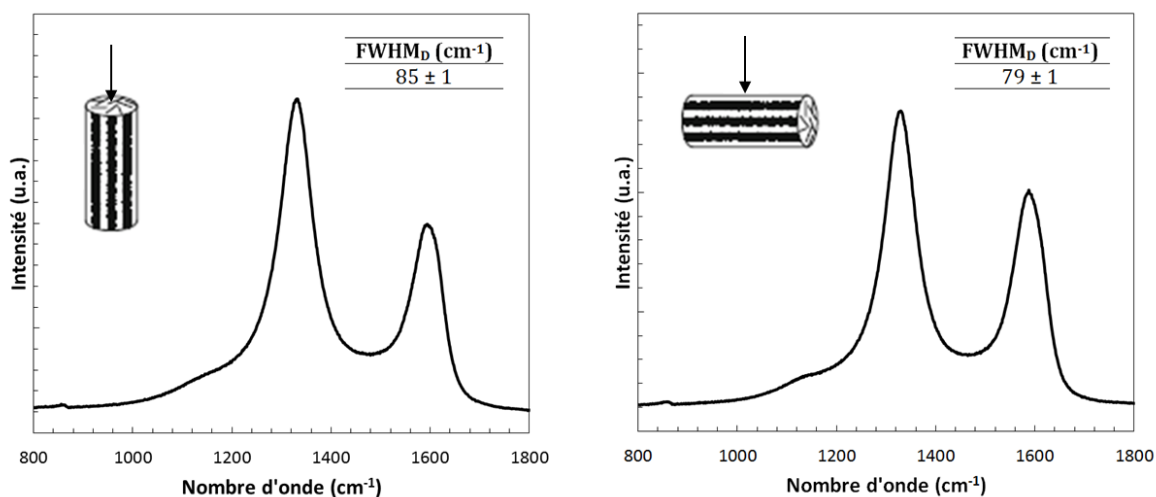 FWHMD (cm-1)
85 ± 1
Intensité (u.a.)
800 1000 1200 1400 1600 1800
Nombre d'onde (cm-1)
FWHMD (cm-1)
79 ± 1
Intensité (u.a.)
800 1000 1200 1400 1600 1800
Nombre d'onde (cm-1)